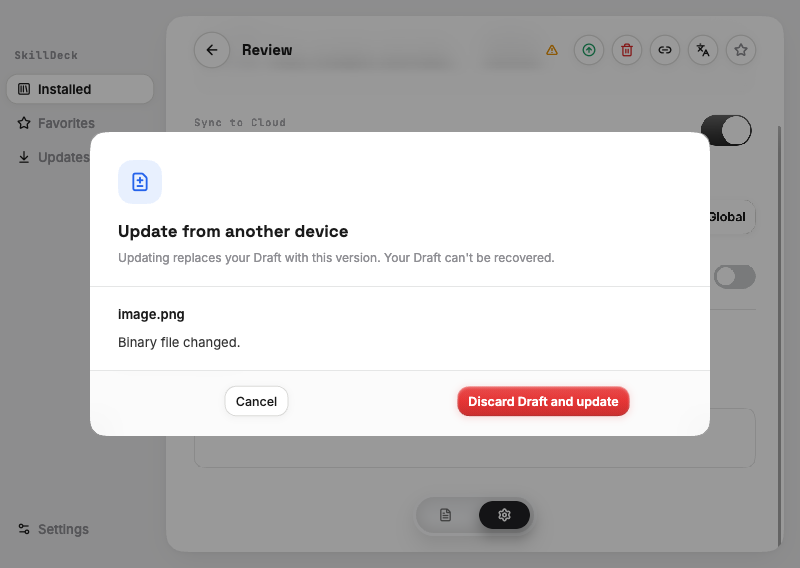 SkillDeck
Installed
Favorites
Updates
Settings
Review
Sync to Cloud
Global
Update from another device
Updating replaces your Draft with this version. Your Draft can't be recovered.
image.png
Binary file changed.
Cancel
Discard Draft and update